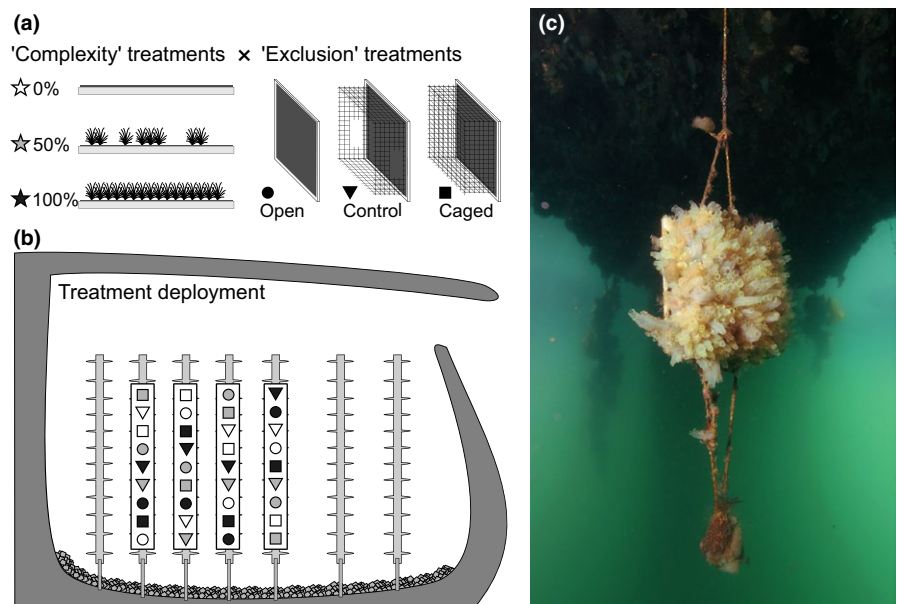 (a)
'Complexity' treatments × 'Exclusion' treatments
0%
50%
100%
Open
Control
Caged
(b)
Treatment deployment
(c)